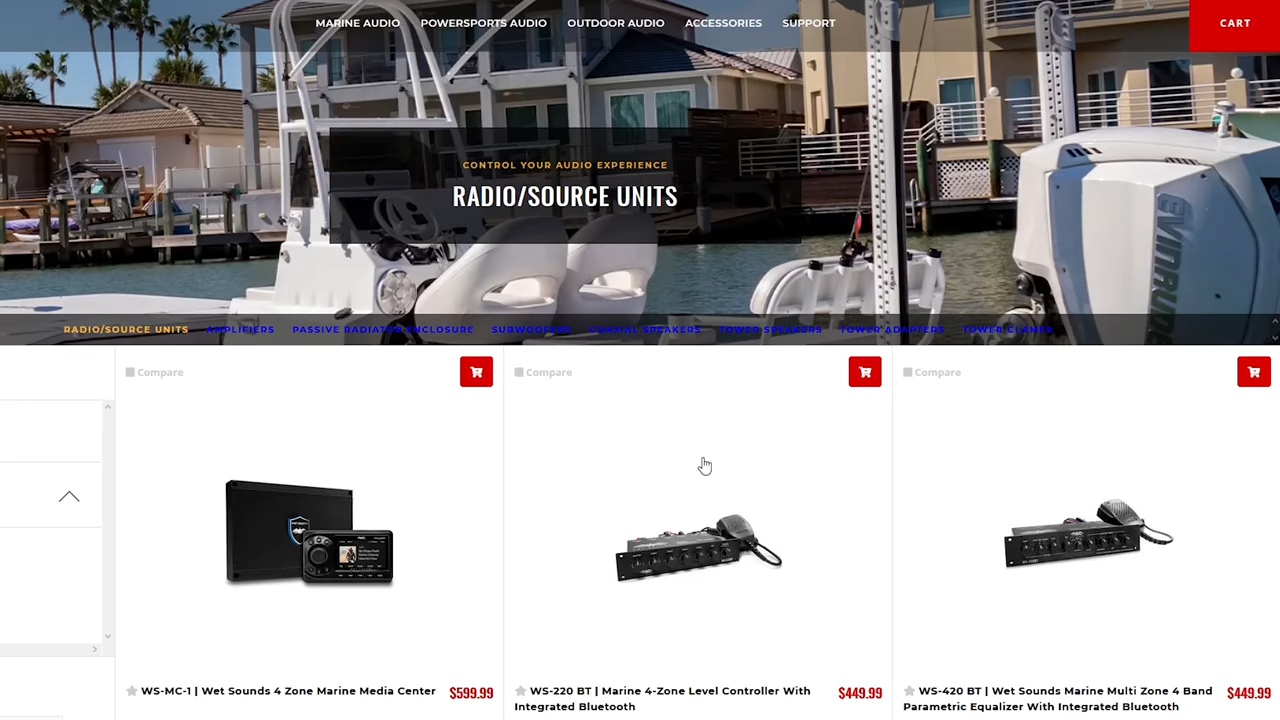 MARINE AUDIO POWERSPORTS AUDIO OUTDOOR AUDIO ACCESSORIES SUPPORT
CART
CONTROL YOUR AUDIO EXPERIENCE
RADIO/SOURCE UNITS
EVINRUDE
RADIO/SOURCE UNITS AMPLIFIERS PASSIVE RADIATOR ENCLOSURE SUBWOOFERS COAXIAL SPEAKERS TOWER SPEAKERS TOWER ADAPTERS TOWER CLAMPS
Compare
Compare
Compare
WS-MC-1 | Wet Sounds 4 Zone Marine Media Center
$599.99
WS-220 BT | Marine 4-Zone Level Controller With
Integrated Bluetooth
$449.99
WS-420 BT | Wet Sounds Marine Multi Zone 4 Band
Parametric Equalizer With Integrated Bluetooth
$449.99